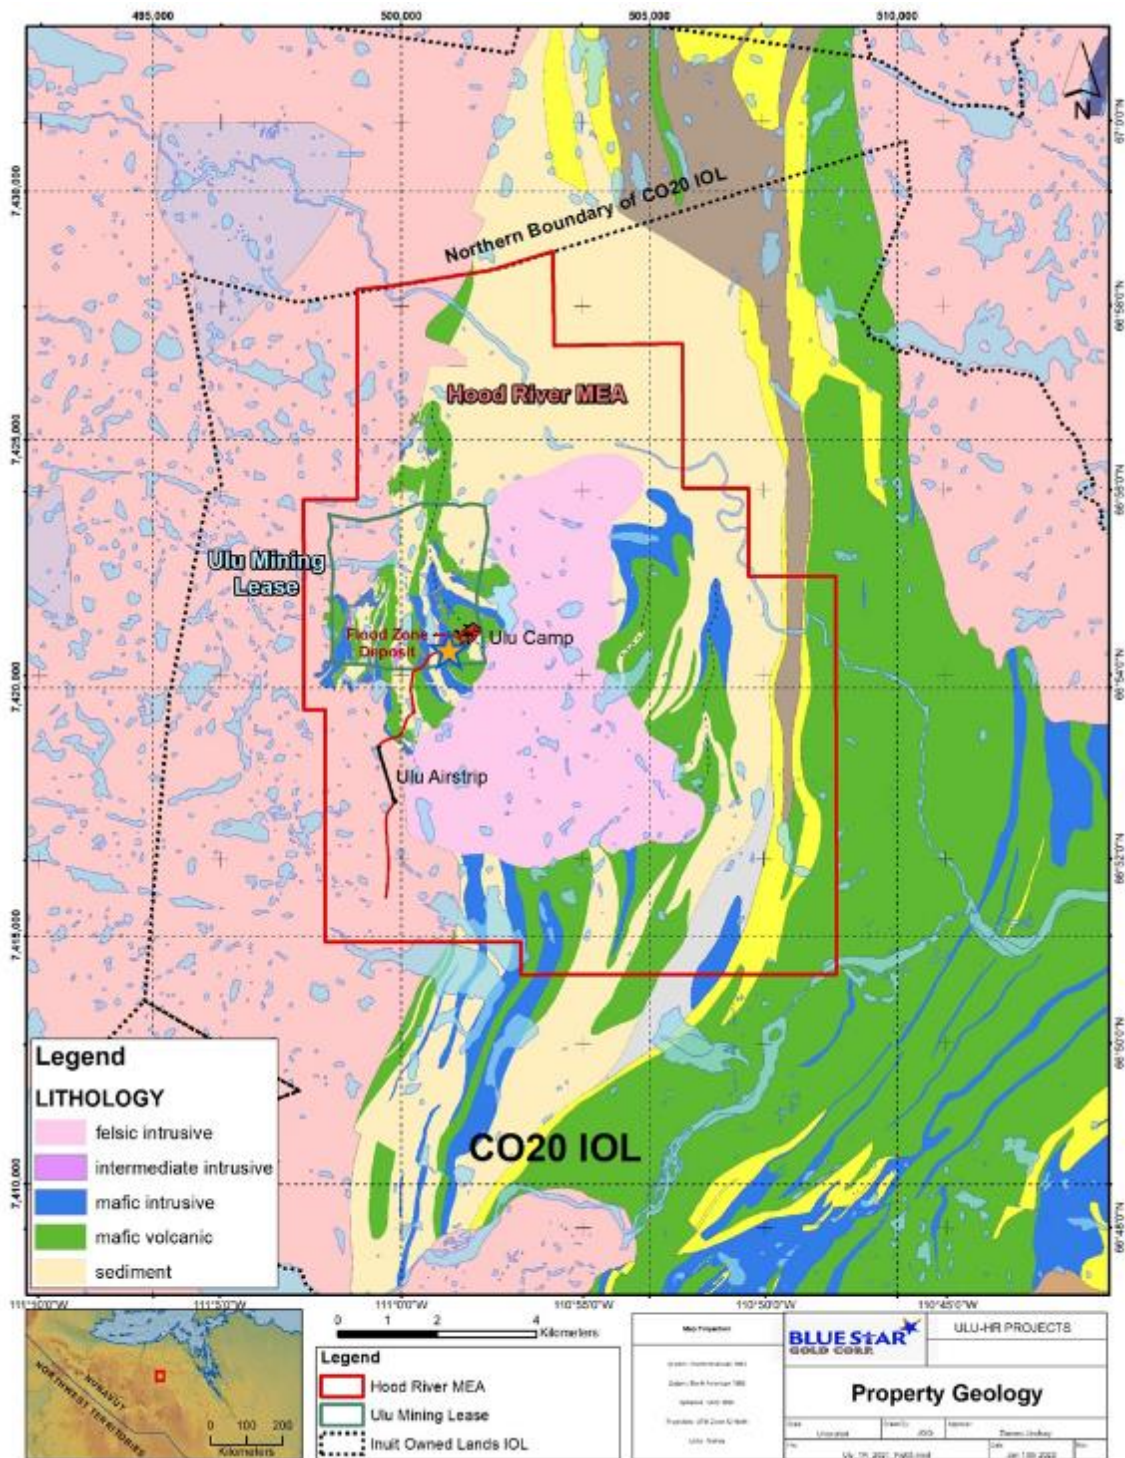 495,000
500,000
505,000
510,000
N
7,430,000
7,425,000
7,420,000
7,415,000
7,410,000
67°0'0"N
66°58'0"N
66°56'0"N
66°54'0"N
66°52'0"N
66°50'0"N
66°48'0"N
Northern Boundary of CO20 IOL
Hood River MEA
Ulu Mining
Lease
Flood Zone
Deposit
Ulu Camp
Ulu Airstrip
CO20 IOL
Legend
LITHOLOGY
felsic intrusive
intermediate intrusive
mafic intrusive
mafic volcanic
sediment
111°5'0"W
111°0'0"W
110°55'0"W
110°50'0"W
110°45'0"W
NUNAVUT
NORTHWEST TERRITORIES
0 100 200
Kilometers
0 1 2 4
Kilometers
Legend
Hood River MEA
Ulu Mining Lease
Inuit Owned Lands IOL
Map Projection
BLUE STAR
GOLD CORP.
ULU-HR PROJECTS
Property Geology